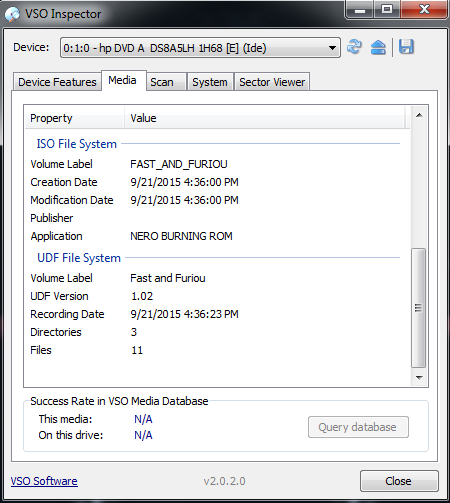 VSO Inspector
Device: 0:1:0 - hp DVD A  DS8A5LH 1H68 [E] (Ide)
Device Features Media Scan System Sector Viewer
Property Value
ISO File System
Volume Label FAST_AND_FURIOU
Creation Date 9/21/2015 4:36:00 PM
Modification Date 9/21/2015 4:36:00 PM
Publisher
Application NERO BURNING ROM
UDF File System
Volume Label Fast and Furiou
UDF Version 1.02
Recording Date 9/21/2015 4:36:23 PM
Directories 3
Files 11
Success Rate in VSO Media Database
This media: N/A
On this drive: N/A
Query database
VSO Software v2.0.2.0 Close